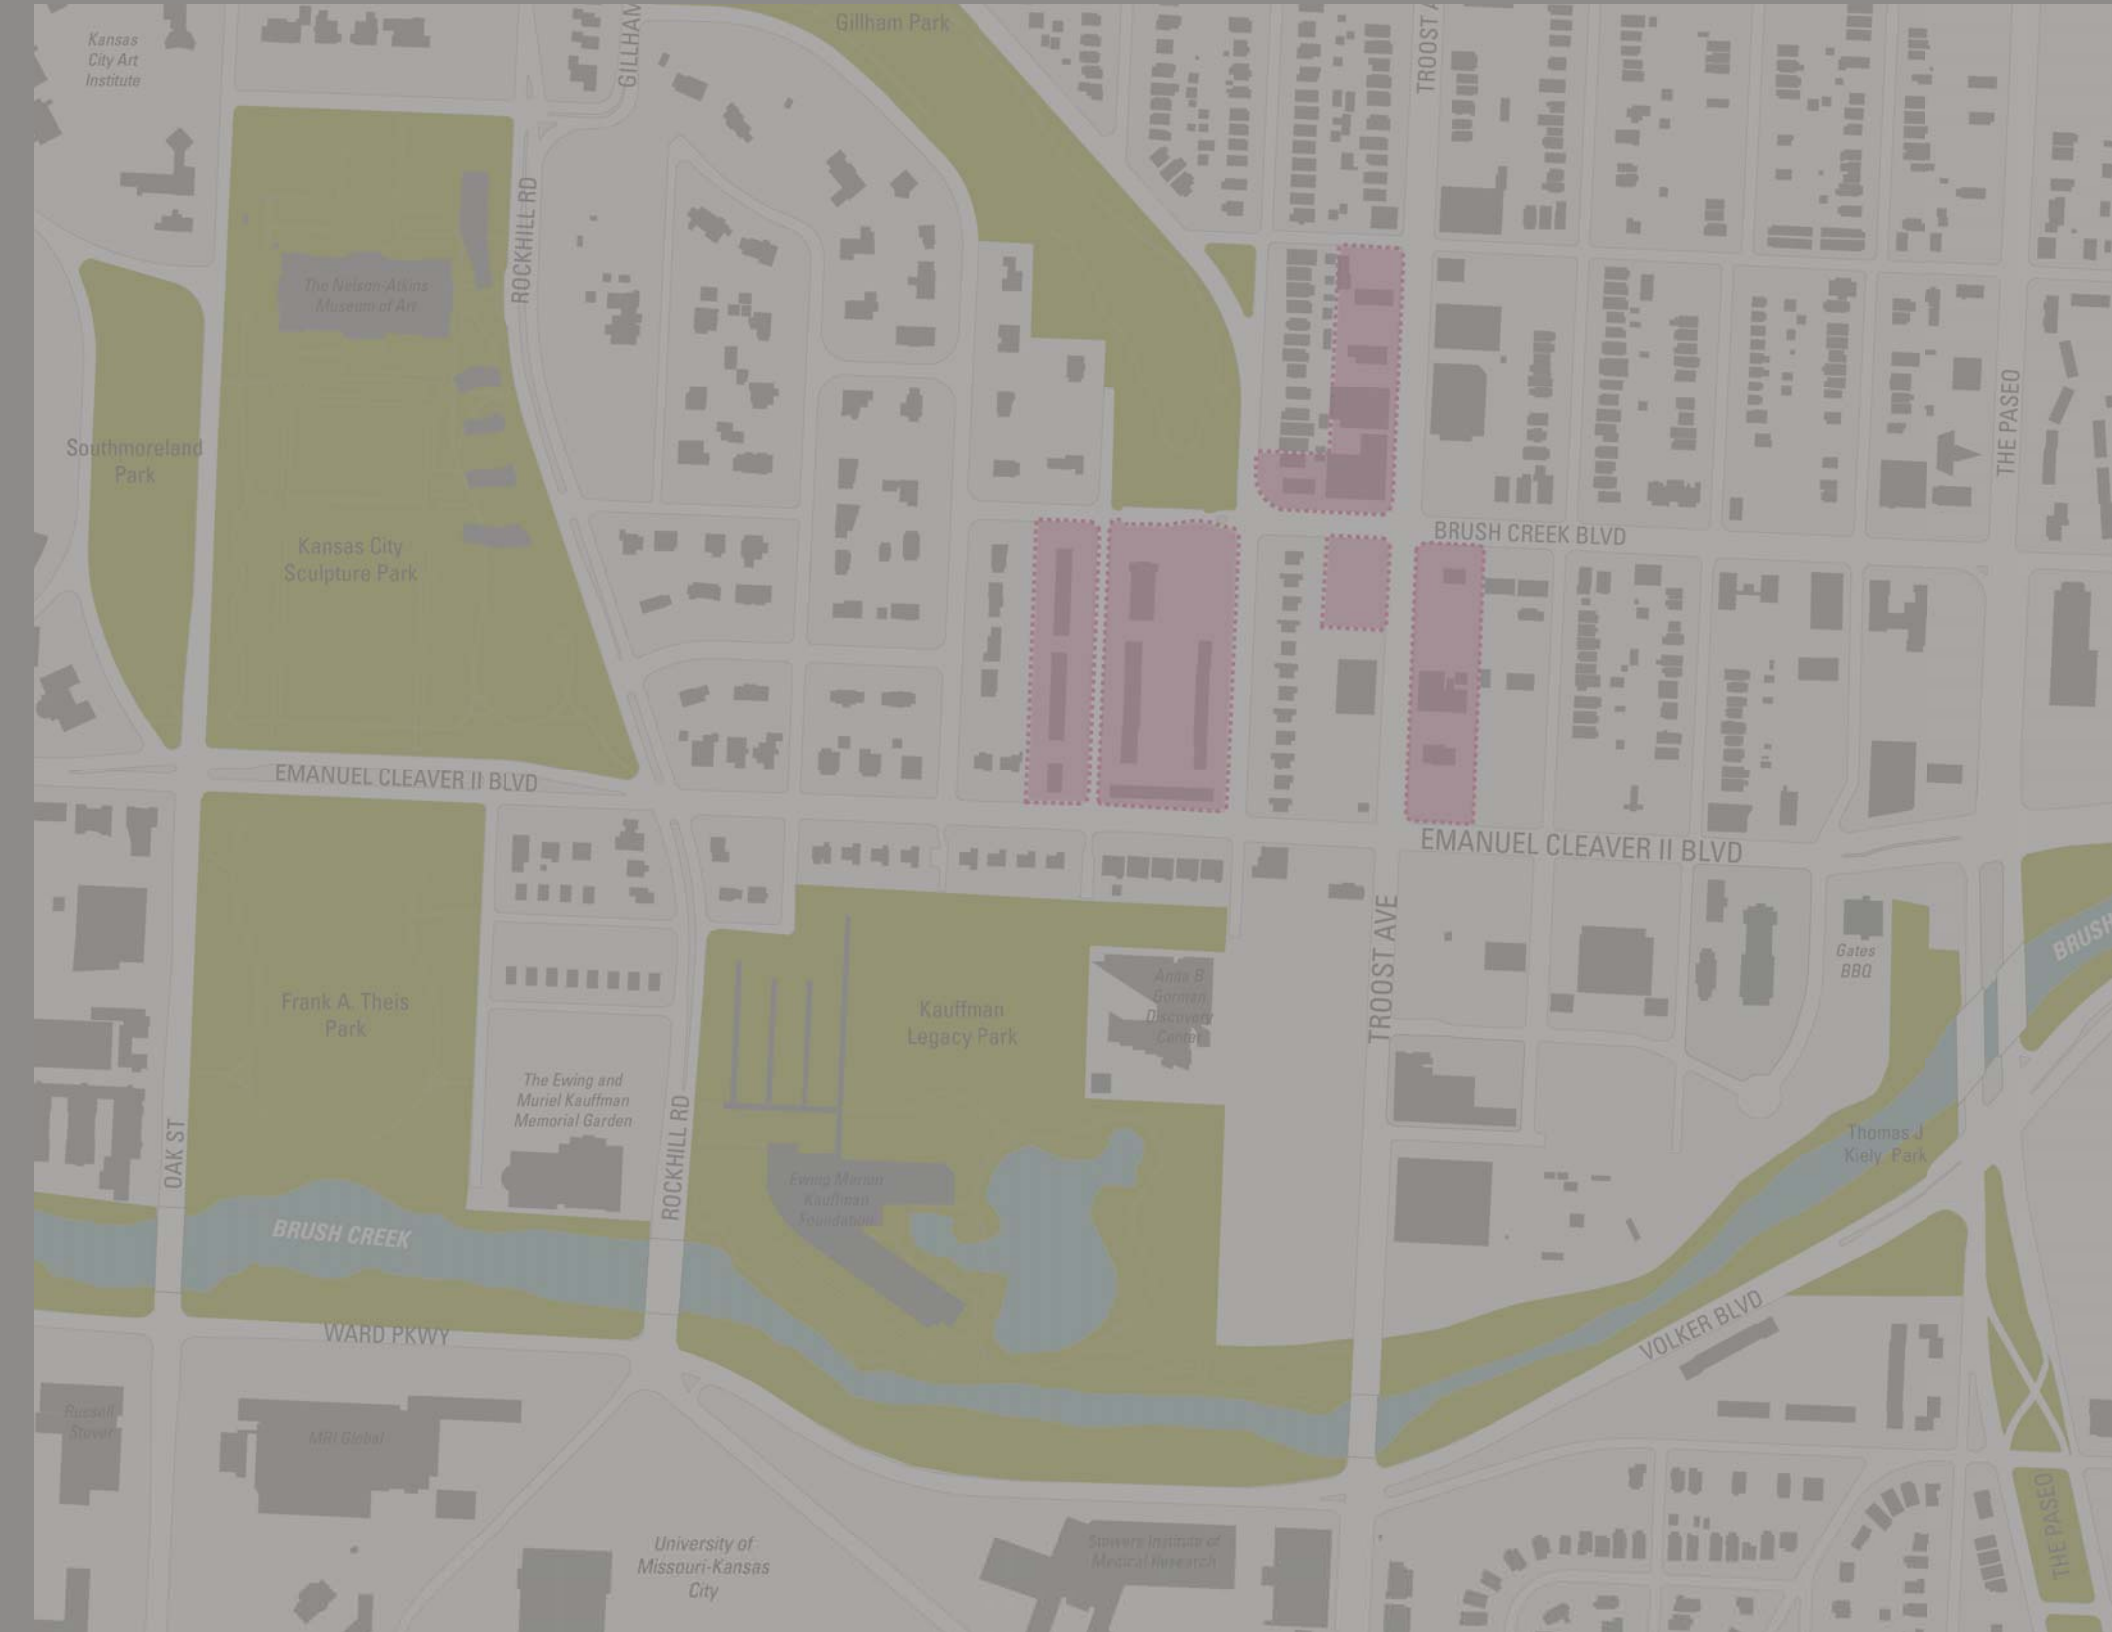 Gillham Park
Kansas
City Art
Institute
GILLHAM
TROOST A
ROCKHILL RD
The Nelson-Atkins
Museum of Art
Southmoreland
Park
THE PASEO
Kansas City
Sculpture Park
BRUSH CREEK BLVD
EMANUEL CLEAVER II BLVD
EMANUEL CLEAVER II BLVD
TROOST AVE
BRUSH
Gates
BBQ
Anita B
Gorman
Discovery
Center
Frank A. Theis
Park
Kauffman
Legacy Park
The Ewing and
Muriel Kauffman
Memorial Garden
OAK ST
ROCKHILL RD
Thomas J
Kiely Park
Ewing Marion
Kauffman
Foundation
BRUSH CREEK
WARD PKWY
VOLKER BLVD
Russell
Stover
MRI Global
University of
Missouri-Kansas
City
Stowers Institute of
Medical Research
THE PASEO